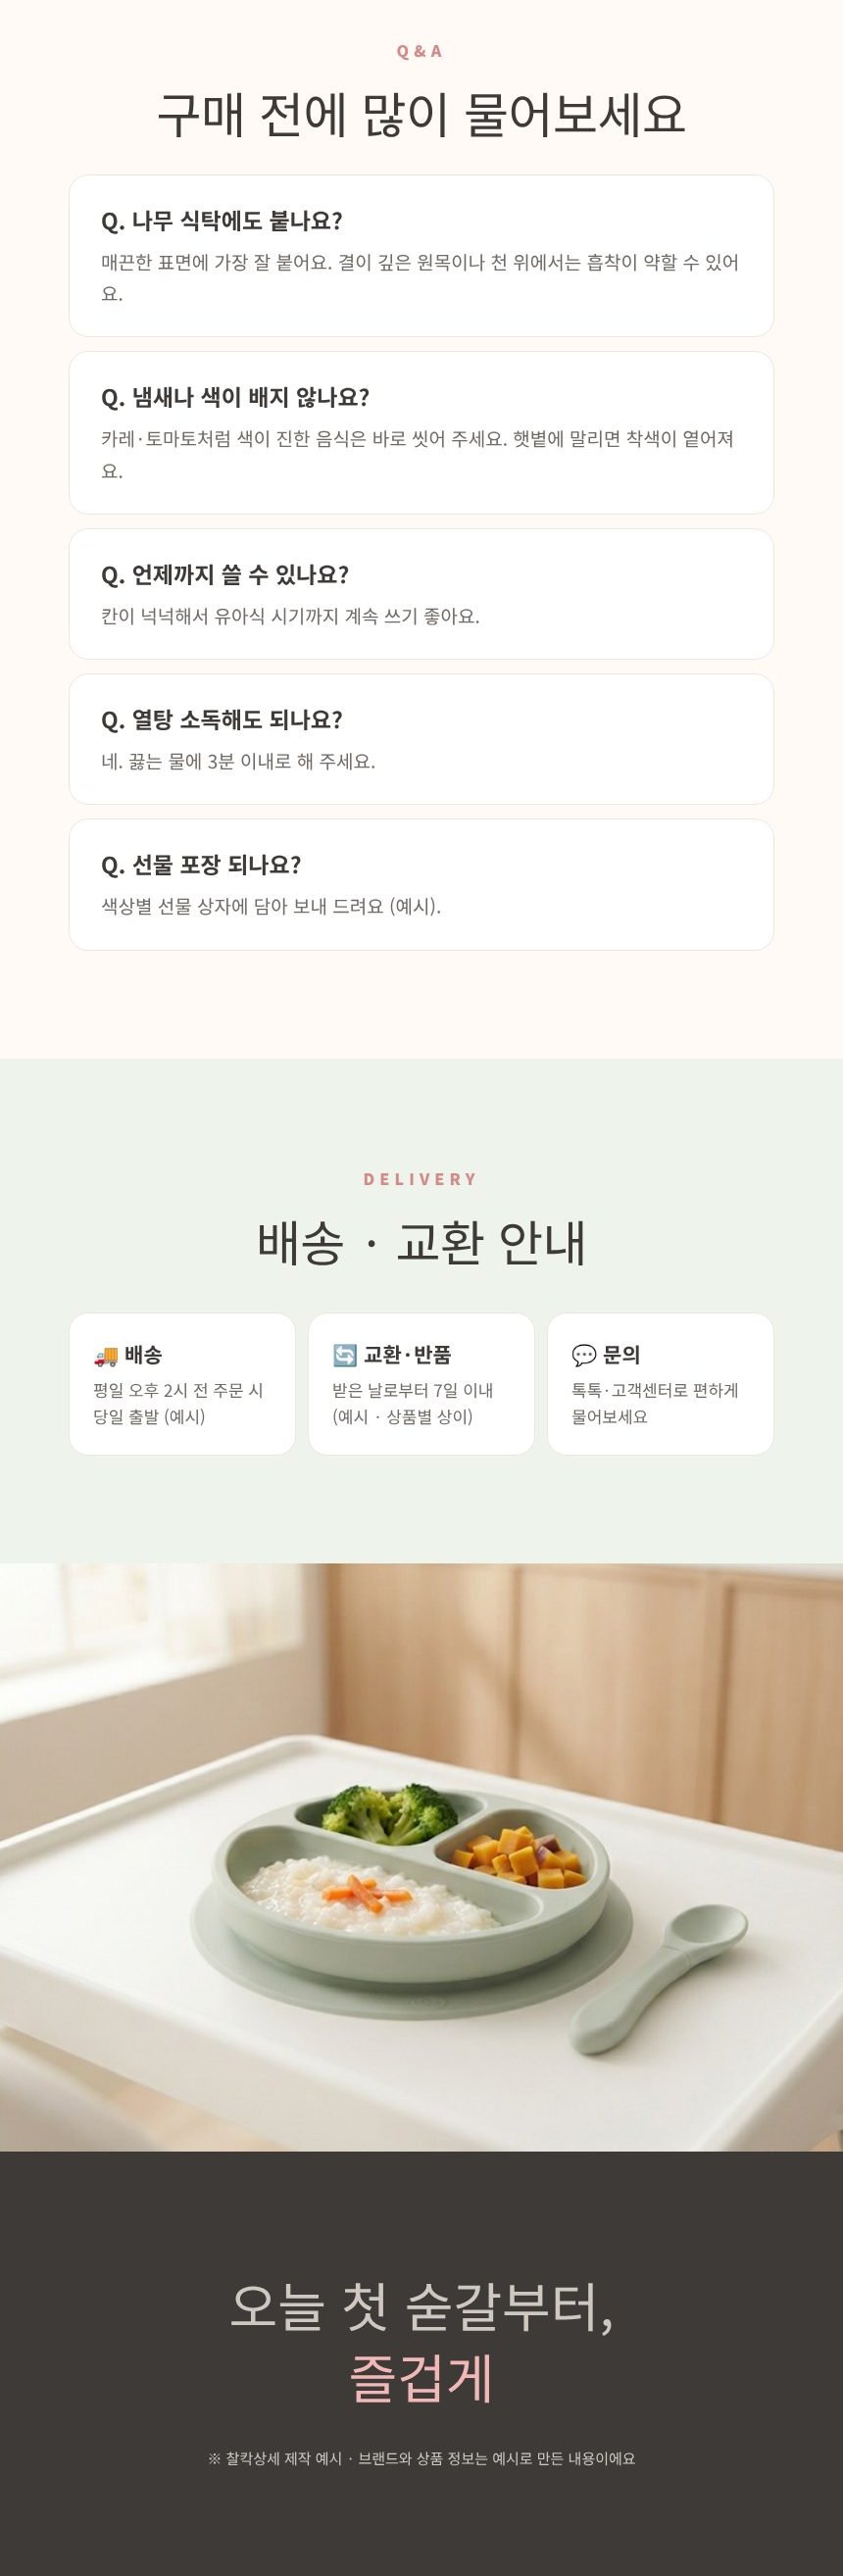 Q&A
구매 전에 많이 물어보세요
Q. 나무 식탁에도 붙나요?
매끈한 표면에 가장 잘 붙어요. 결이 깊은 원목이나 천 위에서는 흡착이 약할 수 있어
요.
Q. 냄새나 색이 배지 않나요?
카레·토마토처럼 색이 진한 음식은 바로 씻어 주세요. 햇볕에 말리면 착색이 옅어져
요.
Q. 언제까지 쓸 수 있나요?
칸이 넉넉해서 유아식 시기까지 계속 쓰기 좋아요.
Q. 열탕 소독해도 되나요?
네. 끓는 물에 3분 이내로 해 주세요.
Q. 선물 포장 되나요?
색상별 선물 상자에 담아 보내 드려요 (예시).
DELIVERY
배송 · 교환 안내
🚚 배송
평일 오후 2시 전 주문 시
당일 출발 (예시)
🔄 교환·반품
받은 날로부터 7일 이내
(예시 · 상품별 상이)
💬 문의
톡톡·고객센터로 편하게
물어보세요
오늘 첫 숟갈부터,
즐겁게
※ 찰칵상세 제작 예시 · 브랜드와 상품 정보는 예시로 만든 내용이에요